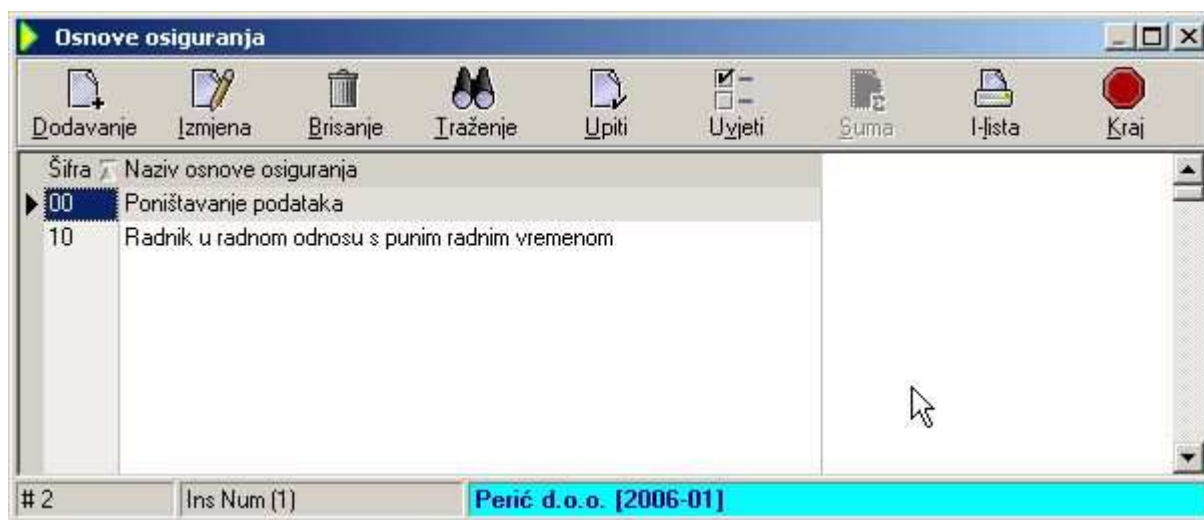 Osnove osiguranja
Dodavanje Izmjena Brisanje Traženje Upiti Uvjeti Suma I-lista Kraj
Šifra Naziv osnove osiguranja
00 Poništavanje podataka
10 Radnik u radnom odnosu s punim radnim vremenom
# 2 Ins Num (1) Perić d.o.o. [2006-01]